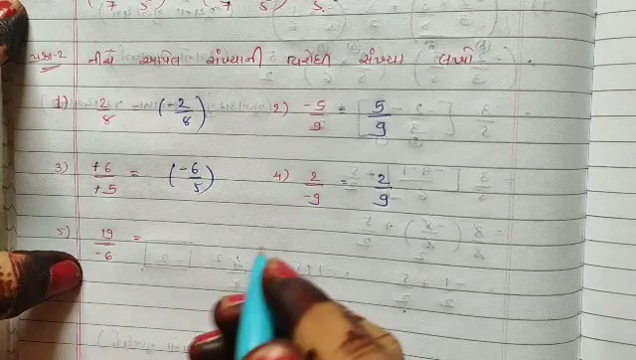 પ્રશ્ન-2 નીચે આપેલ સંખ્યાની વિરોધી સંખ્યા લખો
1) 2/8 = (-2/8) 2) -5/9 = 5/9
3) +6/+5 = (-6/5) 4) 2/-9 = +2/9
5) 19/-6 =